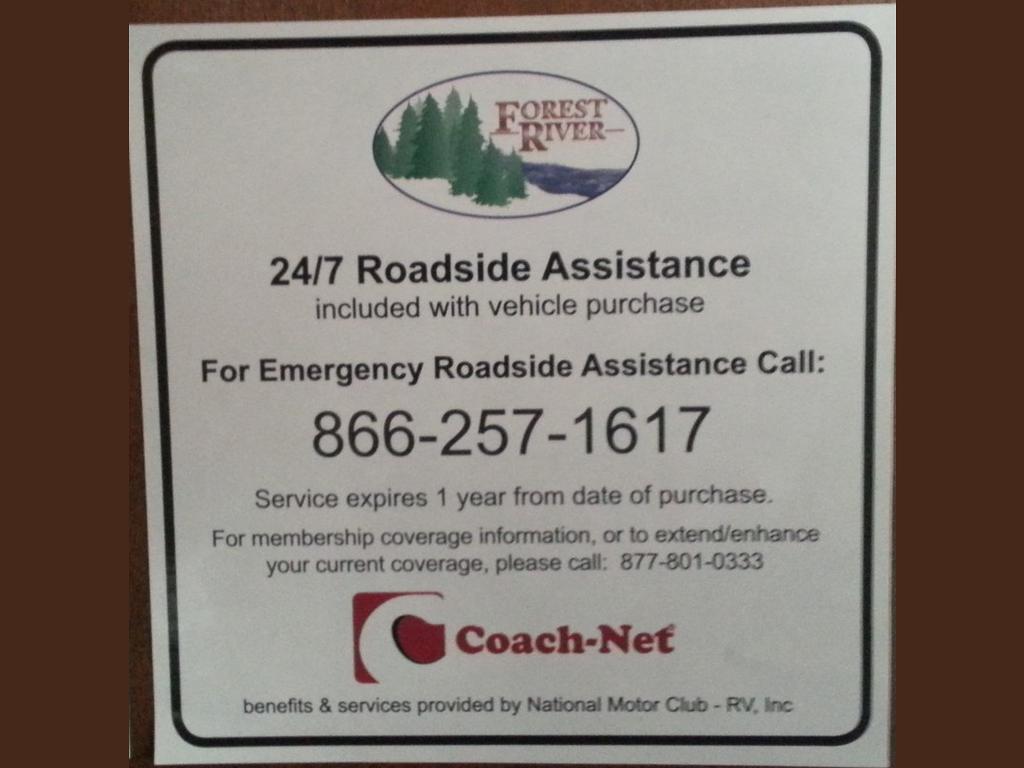 FOREST
RIVER
24/7 Roadside Assistance
included with vehicle purchase
For Emergency Roadside Assistance Call:
866-257-1617
Service expires 1 year from date of purchase.
For membership coverage information, or to extend/enhance
your current coverage, please call: 877-801-0333
Coach-Net
benefits & services provided by National Motor Club - RV, Inc